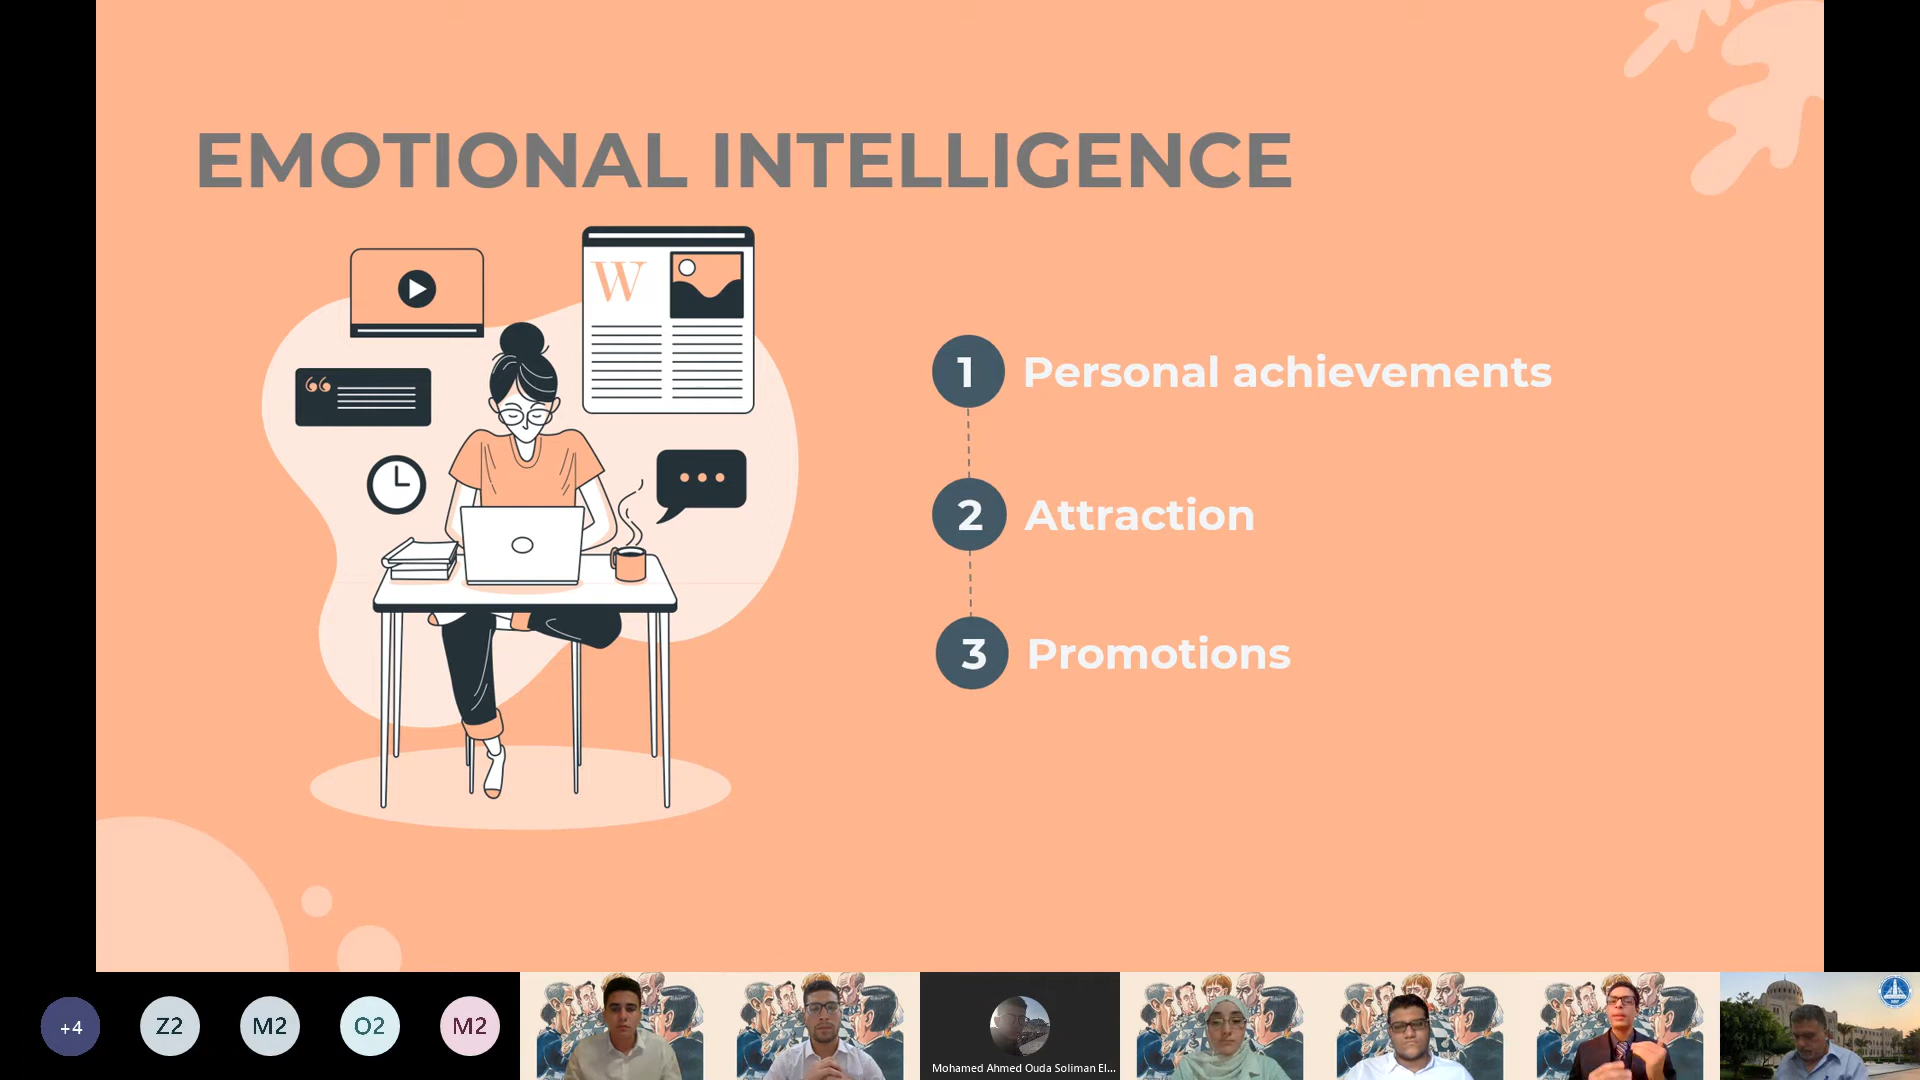 EMOTIONAL INTELLIGENCE
W
1 Personal achievements
2 Attraction
3 Promotions
+4
Z2
M2
O2
M2
Mohamed Ahmed Ouda Soliman El...